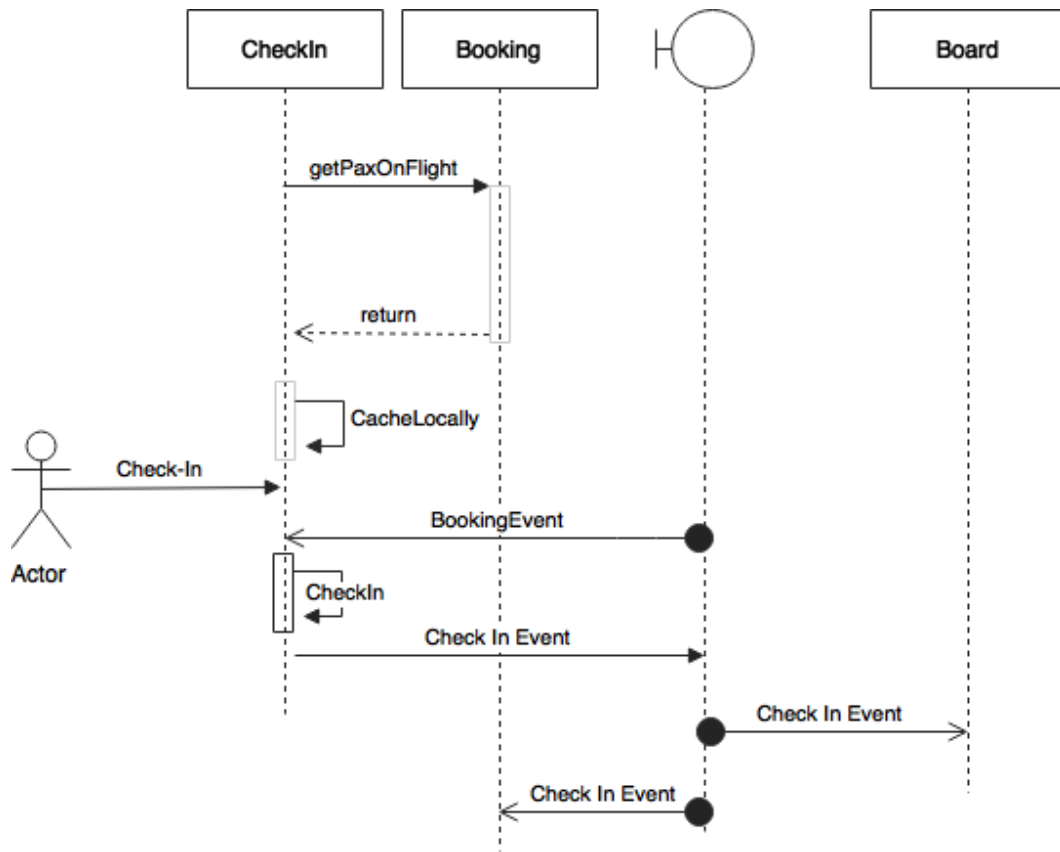 CheckIn
Booking
Board
getPaxOnFlight
return
CacheLocally
Check-In
BookingEvent
Actor
CheckIn
Check In Event
Check In Event
Check In Event